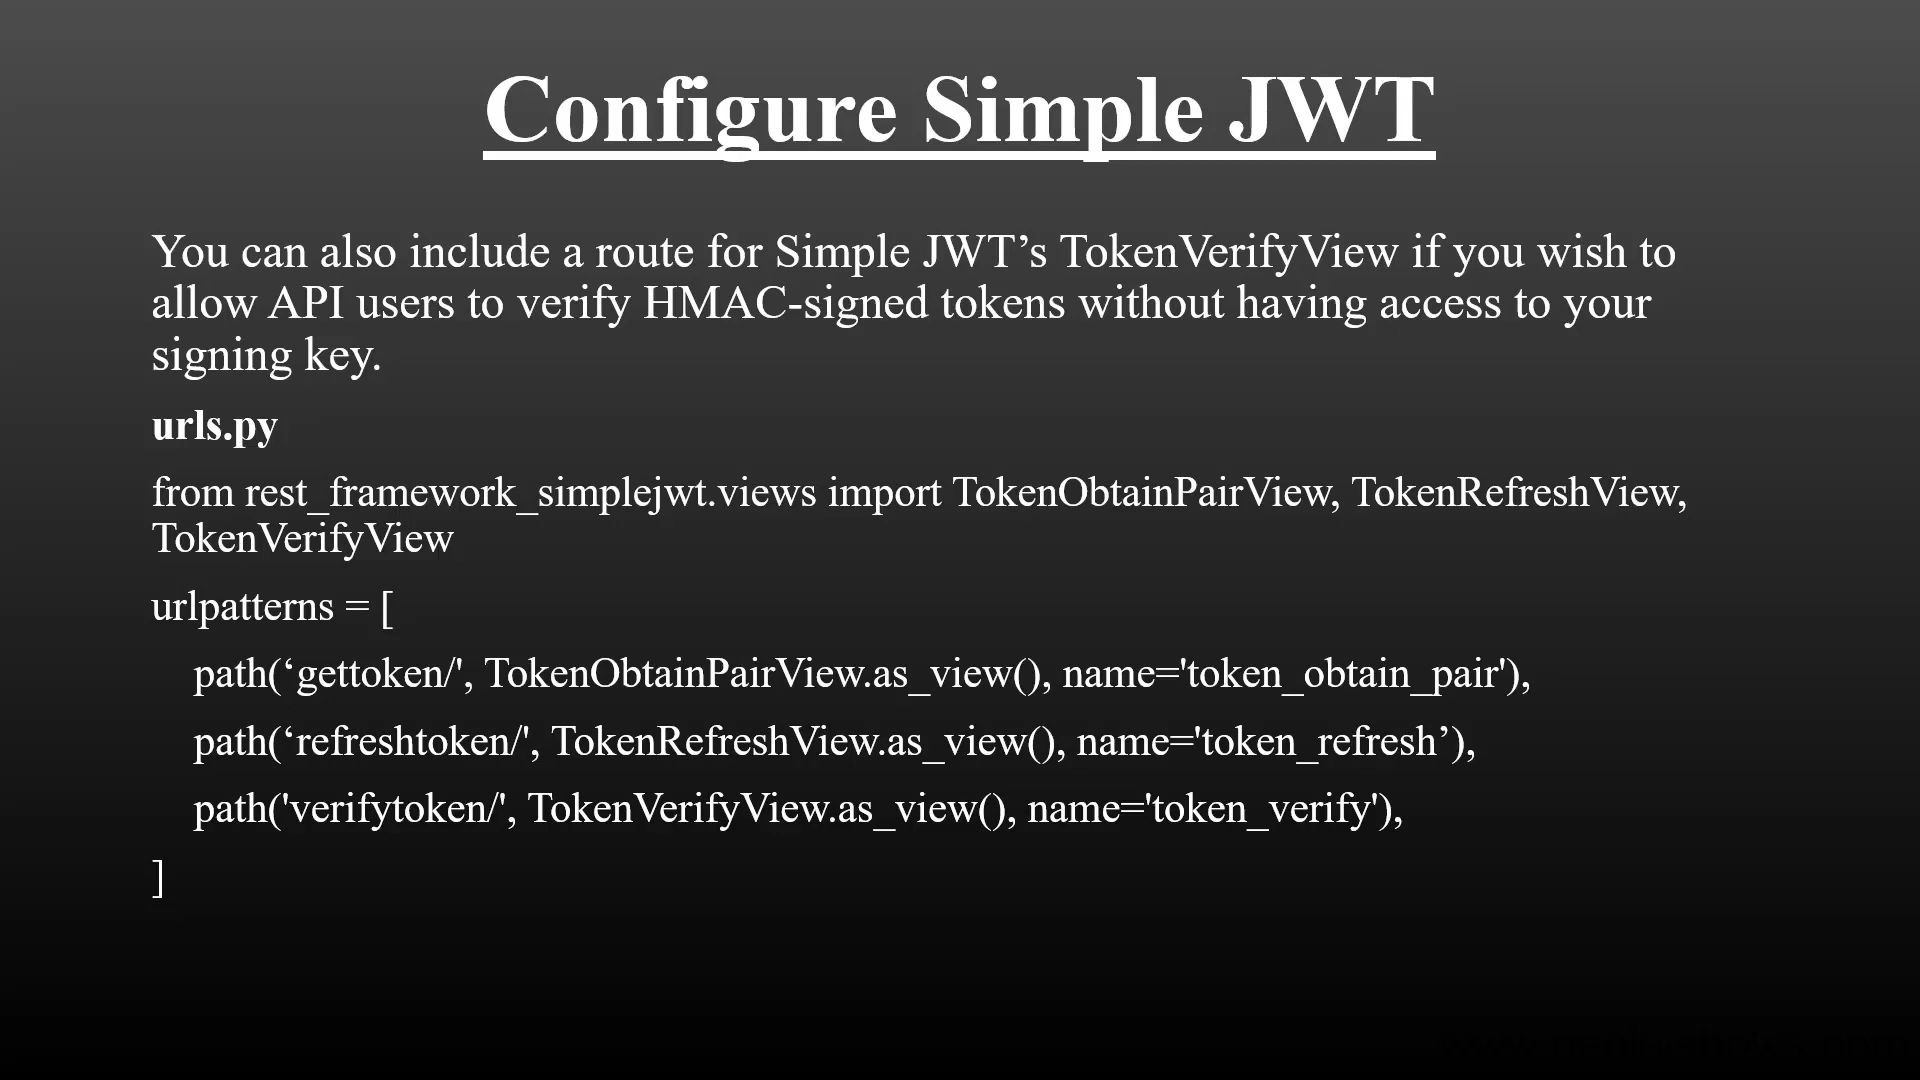 Configure Simple JWT
You can also include a route for Simple JWT’s TokenVerifyView if you wish to
allow API users to verify HMAC-signed tokens without having access to your
signing key.
urls.py
from rest_framework_simplejwt.views import TokenObtainPairView, TokenRefreshView,
TokenVerifyView
urlpatterns = [
path(‘gettoken/', TokenObtainPairView.as_view(), name='token_obtain_pair'),
path(‘refreshtoken/', TokenRefreshView.as_view(), name='token_refresh’),
path('verifytoken/', TokenVerifyView.as_view(), name='token_verify'),
]